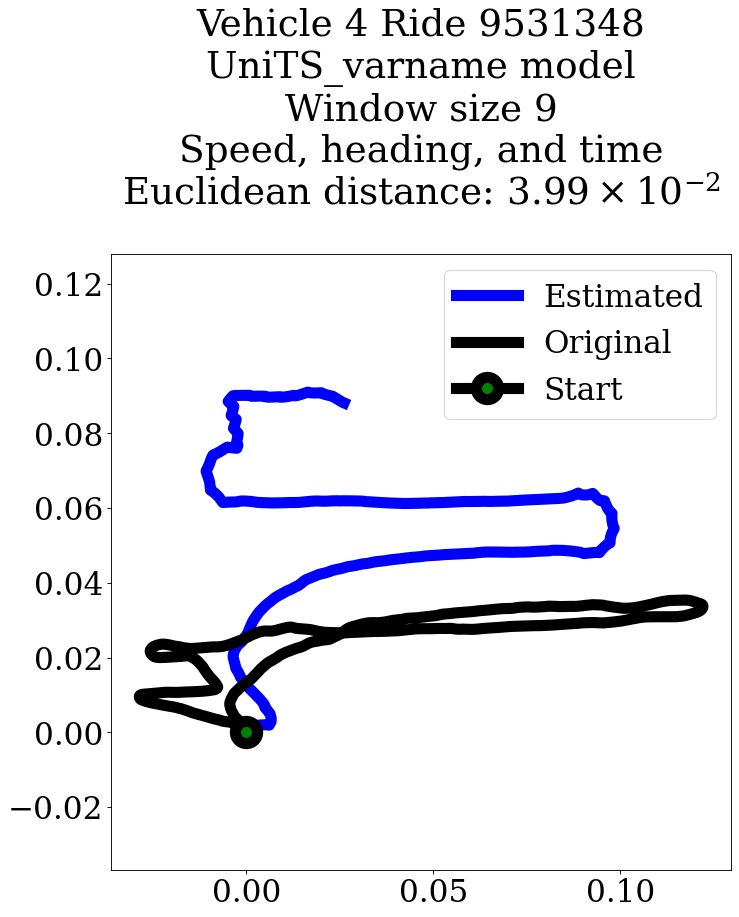 Vehicle 4 Ride 9531348
UniTS_varname model
Window size 9
Speed, heading, and time
Euclidean distance: 3.99 × 10⁻²
Estimated
Original
Start
0.12
0.10
0.08
0.06
0.04
0.02
0.00
−0.02
0.00 0.05 0.10